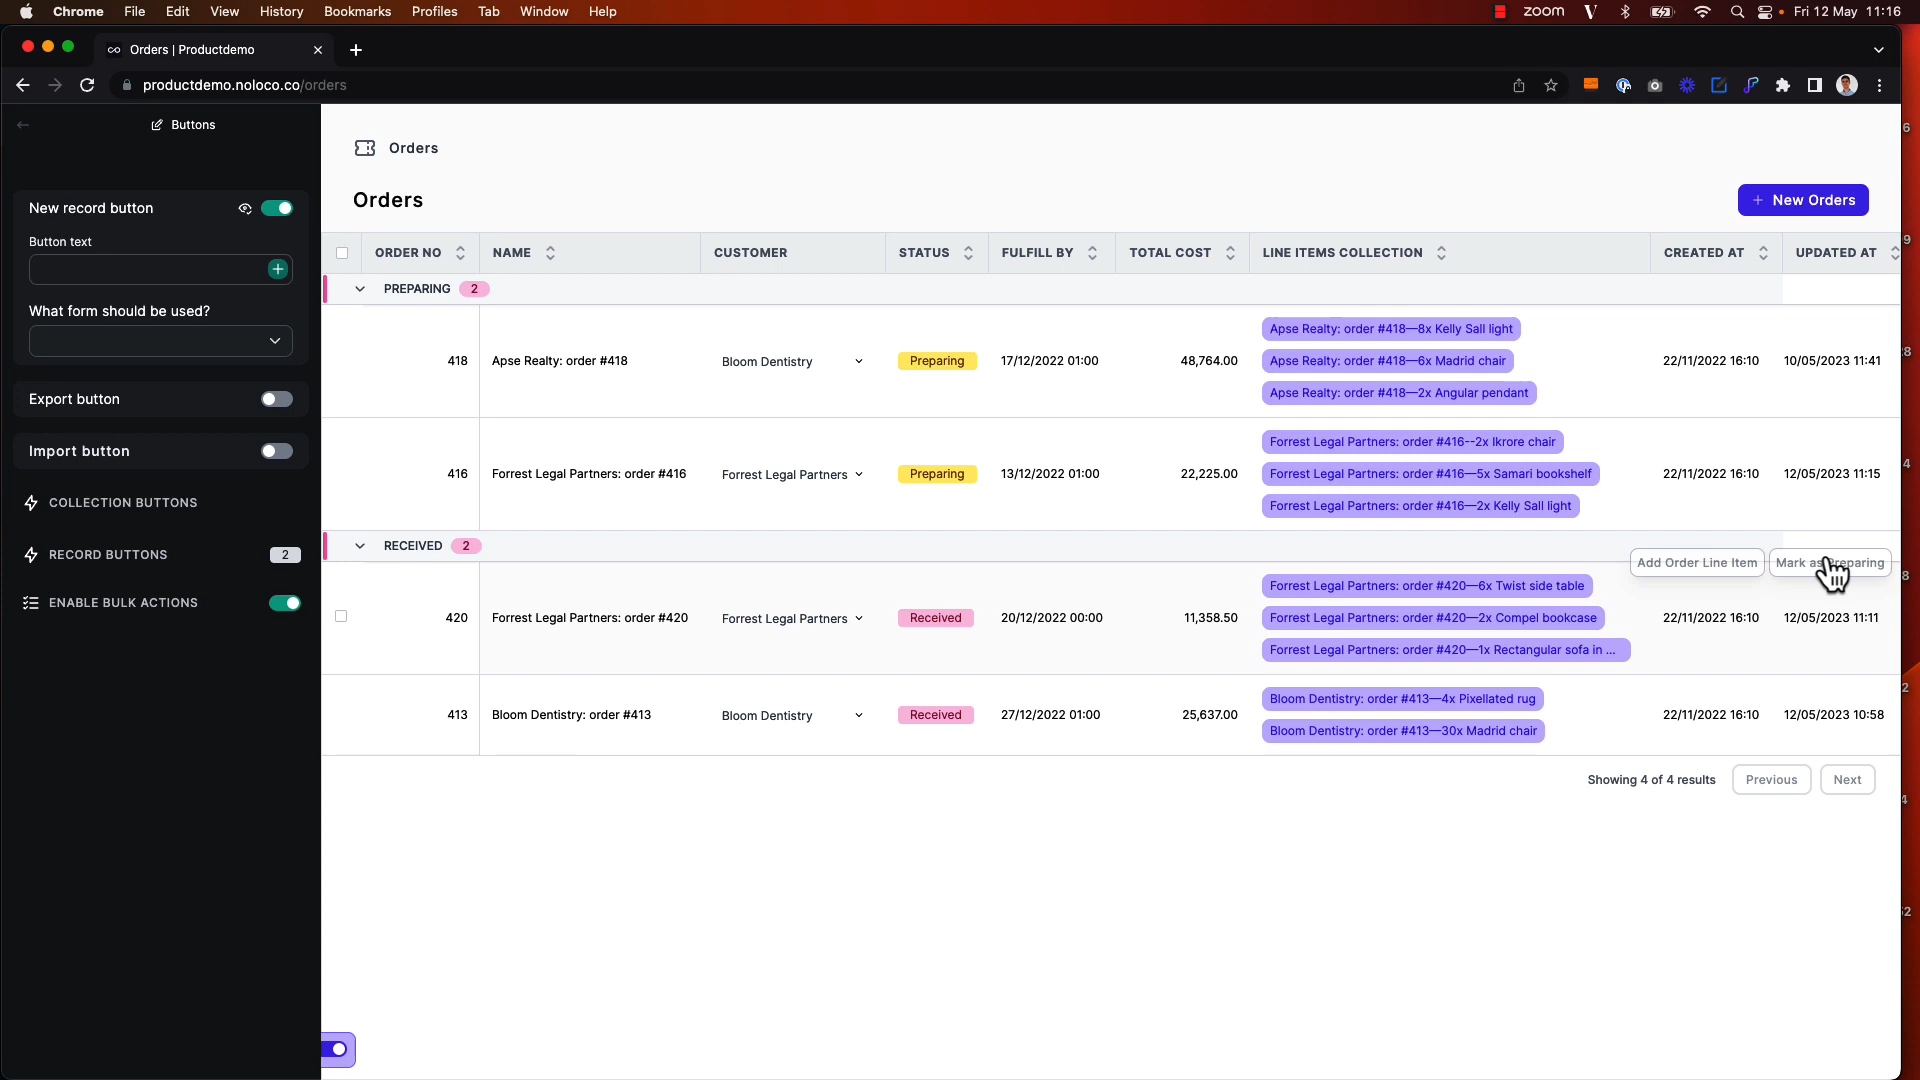 Chrome File Edit View History Bookmarks Profiles Tab Window Help zoom Fri 12 May 11:16
Orders | Productdemo
productdemo.noloco.co/orders
Buttons
New record button
Button text
What form should be used?
Export button
Import button
COLLECTION BUTTONS
RECORD BUTTONS 2
ENABLE BULK ACTIONS
Orders
Orders
+ New Orders
ORDER NO NAME CUSTOMER STATUS FULFILL BY TOTAL COST LINE ITEMS COLLECTION CREATED AT UPDATED AT
PREPARING 2
418 Apse Realty: order #418 Bloom Dentistry Preparing 17/12/2022 01:00 48,764.00 22/11/2022 16:10 10/05/2023 11:41
Apse Realty: order #418—8x Kelly Sall light
Apse Realty: order #418—6x Madrid chair
Apse Realty: order #418—2x Angular pendant
416 Forrest Legal Partners: order #416 Forrest Legal Partners Preparing 13/12/2022 01:00 22,225.00 22/11/2022 16:10 12/05/2023 11:15
Forrest Legal Partners: order #416--2x Ikrore chair
Forrest Legal Partners: order #416—5x Samari bookshelf
Forrest Legal Partners: order #416—2x Kelly Sall light
RECEIVED 2
Add Order Line Item Mark as Preparing
420 Forrest Legal Partners: order #420 Forrest Legal Partners Received 20/12/2022 00:00 11,358.50 22/11/2022 16:10 12/05/2023 11:11
Forrest Legal Partners: order #420—6x Twist side table
Forrest Legal Partners: order #420—2x Compel bookcase
Forrest Legal Partners: order #420—1x Rectangular sofa in ...
413 Bloom Dentistry: order #413 Bloom Dentistry Received 27/12/2022 01:00 25,637.00 22/11/2022 16:10 12/05/2023 10:58
Bloom Dentistry: order #413—4x Pixellated rug
Bloom Dentistry: order #413—30x Madrid chair
Showing 4 of 4 results Previous Next